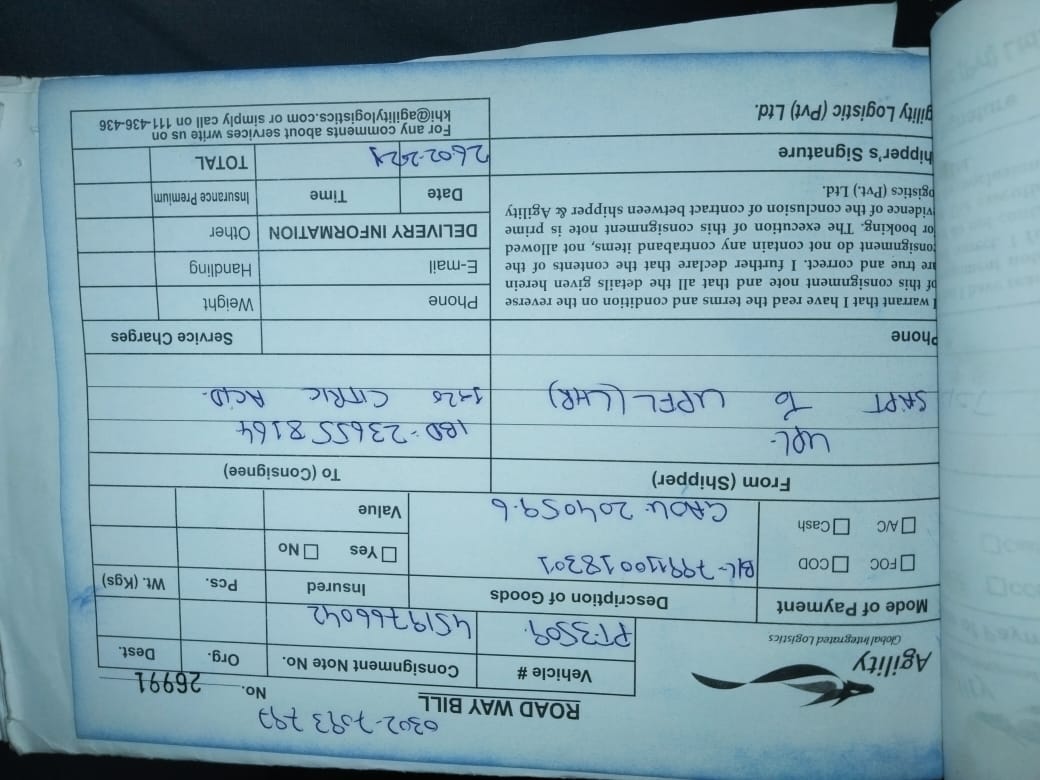 0302-7093 797
ROAD WAY BILL
No. 26991
Agility
Global Integrated Logistics
Vehicle #
Consignment Note No.
Org.
Dest.
PT-3509.
4519766042
Mode of Payment
Description of Goods
Insured
Pcs.
Wt. (Kgs)
FOC COD
A/C Cash
B/L-799110018301
GAOU- 204059.6
Yes No
Value
From (Shipper)
To (Consignee)
UPL-
SAPT To UPFL (LHR)
IBD-236558164
1x20 CITRIC ACID.
Phone
Service Charges
I warrant that I have read the terms and condition on the reverse
of this consignment note and that all the details given herein
are true and correct. I further declare that the contents of the
consignment do not contain any contraband items, not allowed
for booking. The execution of this consignment note is prime
evidence of the conclusion of contract between shipper & Agility
ogistics (Pvt.) Ltd.
Phone
Weight
E-mail
Handling
DELIVERY INFORMATION
Other
Date
Time
Insurance Premium
hipper's Signature
26-02-2021
TOTAL
gility Logistic (Pvt) Ltd.
For any comments about services write us on
khi@agilitylogistics.com or simply call on 111-436-436